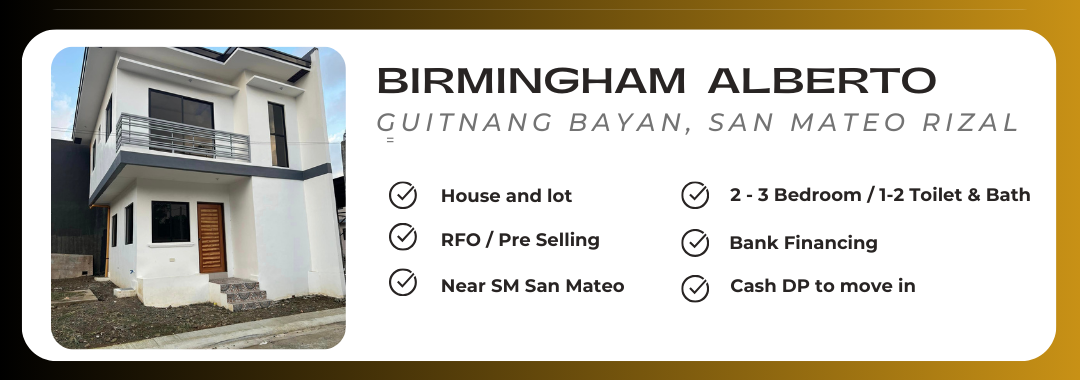 BIRMINGHAM ALBERTO
GUITNANG BAYAN, SAN MATEO RIZAL
=
House and lot
RFO / Pre Selling
Near SM San Mateo
2 - 3 Bedroom / 1-2 Toilet & Bath
Bank Financing
Cash DP to move in